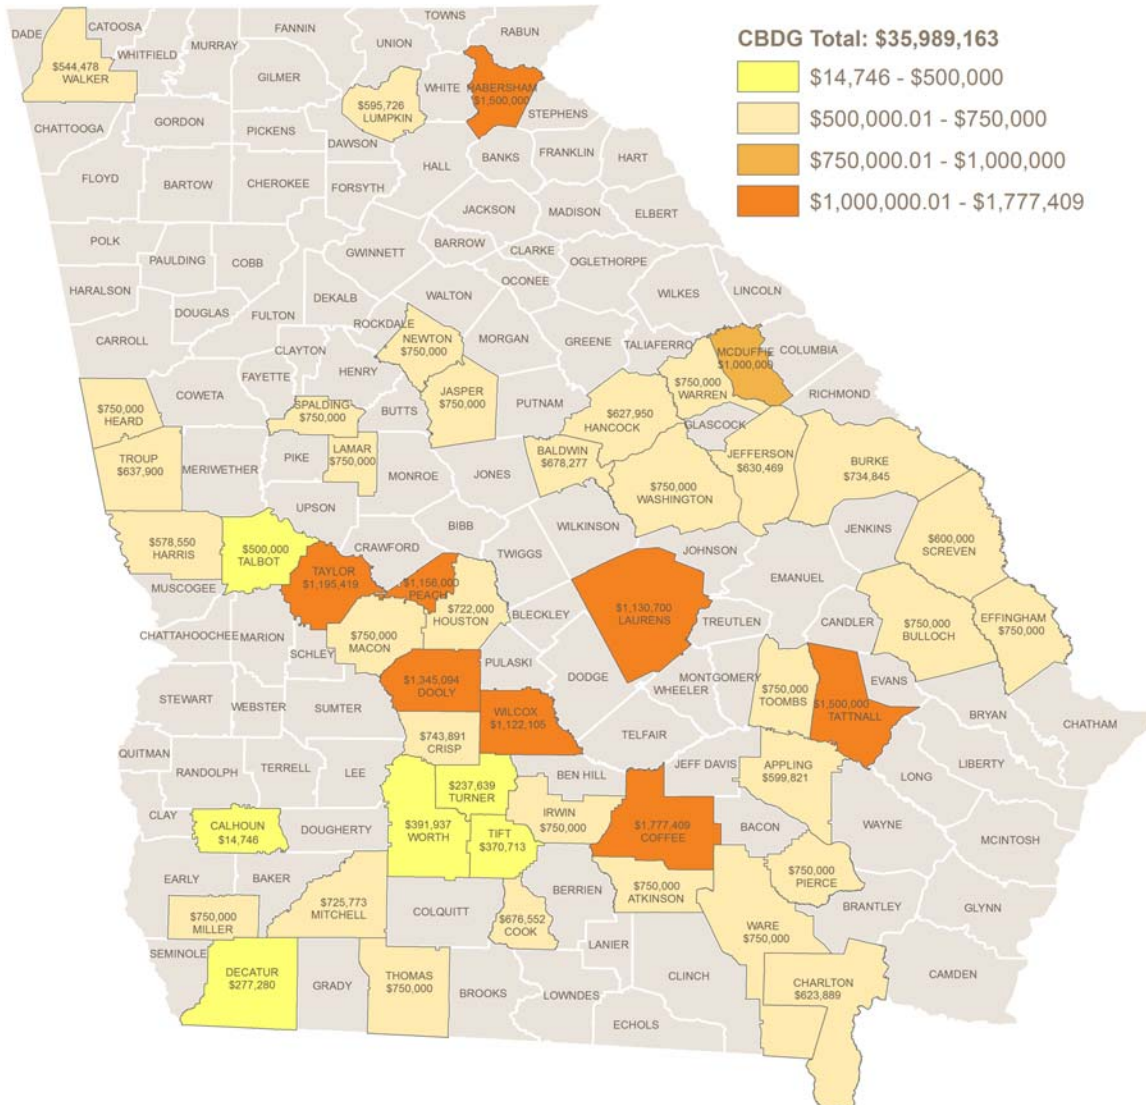 CBDG Total: $35,989,163
$14,746 - $500,000
$500,000.01 - $750,000
$750,000.01 - $1,000,000
$1,000,000.01 - $1,777,409
DADE
CATOOSA
WHITFIELD
MURRAY
FANNIN
UNION
TOWNS
RABUN
$544,478
WALKER
GILMER
$595,726
LUMPKIN
WHITE
HABERSHAM
$1,500,000
STEPHENS
CHATTOOGA
GORDON
PICKENS
DAWSON
HALL
BANKS
FRANKLIN
HART
FLOYD
BARTOW
CHEROKEE
FORSYTH
JACKSON
MADISON
ELBERT
POLK
PAULDING
COBB
GWINNETT
BARROW
CLARKE
OCONEE
OGLETHORPE
HARALSON
DOUGLAS
FULTON
DEKALB
WALTON
WILKES
LINCOLN
CARROLL
CLAYTON
ROCKDALE
NEWTON
$750,000
MORGAN
GREENE
TALIAFERRO
MCDUFFIE
$1,000,000
COLUMBIA
COWETA
FAYETTE
HENRY
BUTTS
JASPER
$750,000
PUTNAM
$750,000
WARREN
RICHMOND
$750,000
HEARD
SPALDING
$750,000
$627,950
HANCOCK
GLASCOCK
TROUP
$637,900
MERIWETHER
PIKE
LAMAR
$750,000
MONROE
JONES
BALDWIN
$678,277
$750,000
WASHINGTON
JEFFERSON
$630,469
BURKE
$734,845
UPSON
BIBB
WILKINSON
JENKINS
$578,550
HARRIS
$500,000
TALBOT
CRAWFORD
TWIGGS
JOHNSON
$600,000
SCREVEN
MUSCOGEE
TAYLOR
$1,195,419
$1,156,000
PEACH
$722,000
HOUSTON
BLECKLEY
$1,130,700
LAURENS
EMANUEL
TREUTLEN
CANDLER
$750,000
BULLOCH
EFFINGHAM
$750,000
CHATTAHOOCHEE
MARION
SCHLEY
$750,000
MACON
PULASKI
DODGE
WHEELER
MONTGOMERY
$750,000
TOOMBS
$1,500,000
TATTNALL
EVANS
BRYAN
CHATHAM
STEWART
WEBSTER
SUMTER
$1,345,094
DOOLY
WILCOX
$1,122,105
TELFAIR
$743,891
CRISP
QUITMAN
RANDOLPH
TERRELL
LEE
BEN HILL
JEFF DAVIS
APPLING
$599,821
LONG
LIBERTY
$237,639
TURNER
IRWIN
$750,000
CLAY
CALHOUN
$14,746
DOUGHERTY
$391,937
WORTH
TIFT
$370,713
$1,777,409
COFFEE
BACON
WAYNE
MCINTOSH
EARLY
BAKER
$725,773
MITCHELL
COLQUITT
BERRIEN
$750,000
ATKINSON
$750,000
PIERCE
BRANTLEY
GLYNN
$750,000
MILLER
$676,552
COOK
LANIER
WARE
$750,000
SEMINOLE
DECATUR
$277,280
GRADY
THOMAS
$750,000
BROOKS
LOWNDES
CLINCH
CHARLTON
$623,889
CAMDEN
ECHOLS